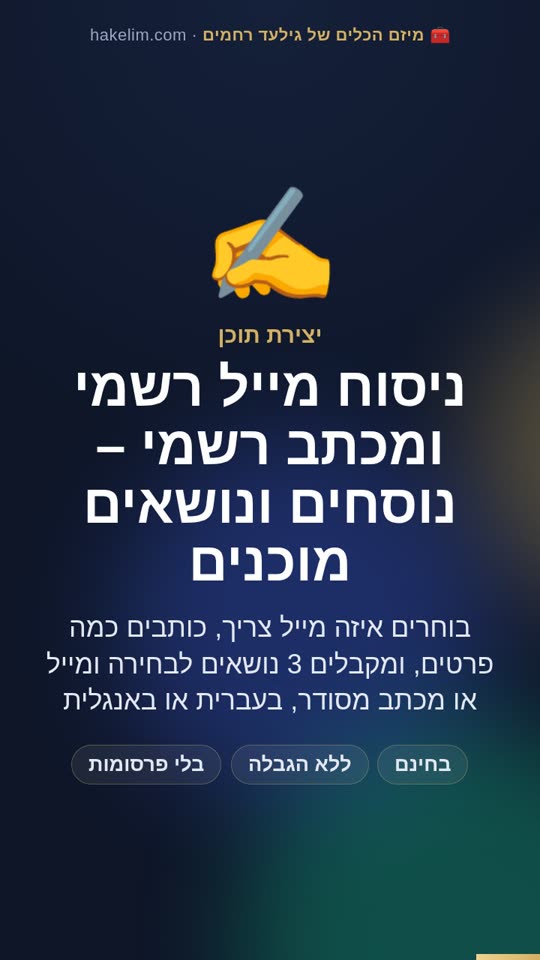 🧰 מיזם הכלים של גילעד רחמים · hakelim.com
יצירת תוכן
ניסוח מייל רשמי
ומכתב רשמי –
נוסחים ונושאים
מוכנים
בוחרים איזה מייל צריך, כותבים כמה
פרטים, ומקבלים 3 נושאים לבחירה ומייל
או מכתב מסודר, בעברית או באנגלית
בחינם
ללא הגבלה
בלי פרסומות